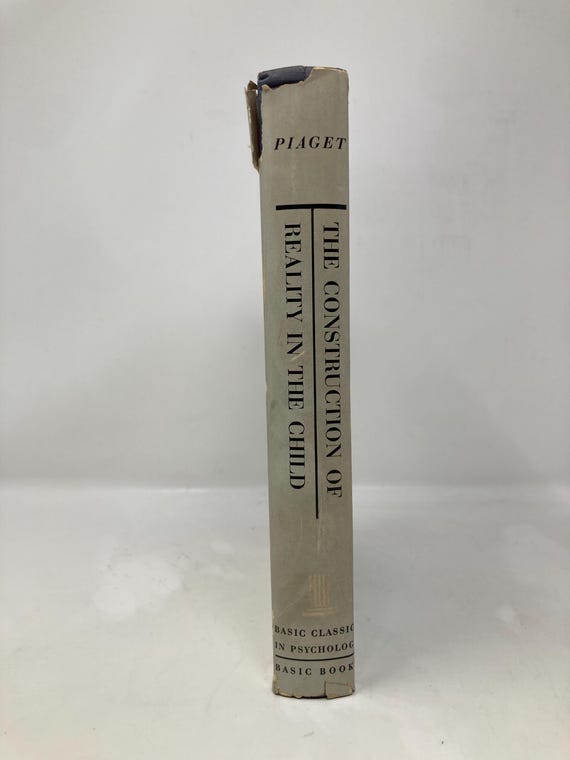 PIAGET
THE CONSTRUCTION OF
REALITY IN THE CHILD
BASIC CLASSIC
IN PSYCHOLOG
BASIC BOOK